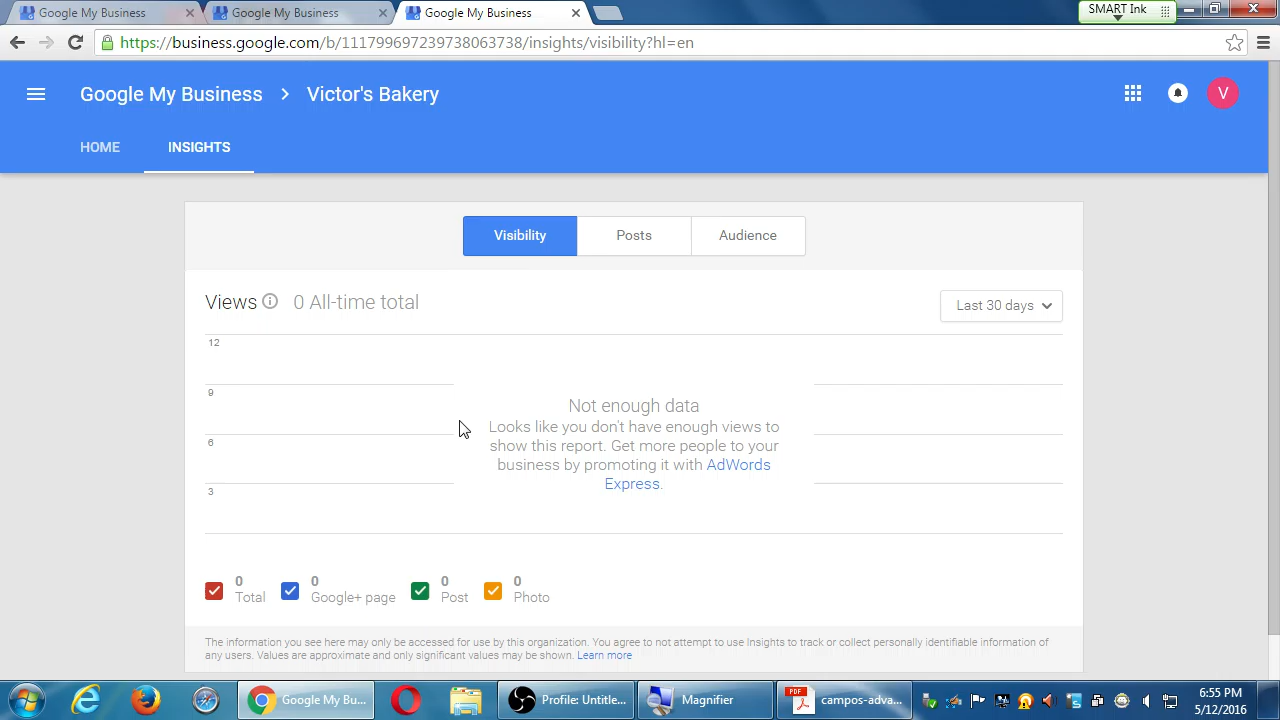 Google My Business
Google My Business
Google My Business
SMART Ink
https://business.google.com/b/111799697239738063738/insights/visibility?hl=en
Google My Business > Victor's Bakery
V
HOME
INSIGHTS
Visibility
Posts
Audience
Views
0 All-time total
Last 30 days
12
9
6
3
Not enough data
Looks like you don't have enough views to
show this report. Get more people to your
business by promoting it with AdWords
Express.
0
Total
0
Google+ page
0
Post
0
Photo
The information you see here may only be accessed for use by this organization. You agree to not attempt to use Insights to track or collect personally identifiable information of
any users. Values are approximate and only significant values may be shown. Learn more
Google My Bu...
Profile: Untitle...
Magnifier
PDF
campos-adva...
6:55 PM
5/12/2016